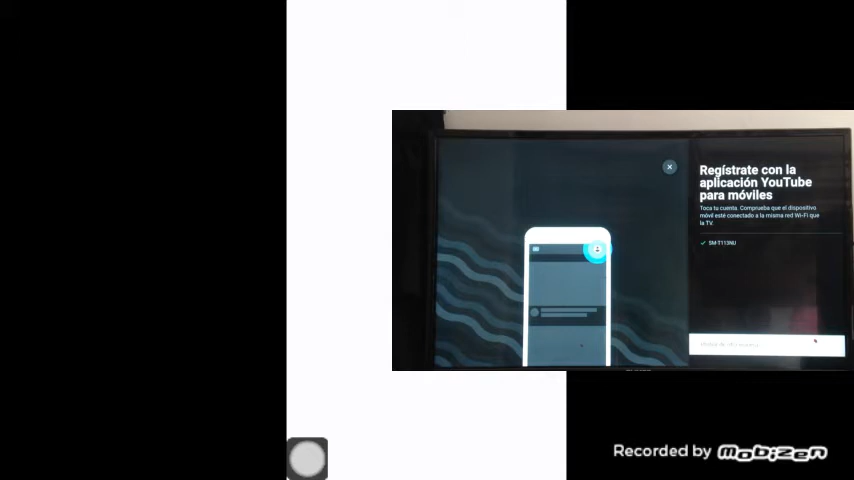 Regístrate con la
aplicación YouTube
para móviles
Toca tu cuenta. Comprueba que el dispositivo
móvil esté conectado a la misma red Wi-Fi que
la TV.
SM-T113NU
Recorded by Mobizen